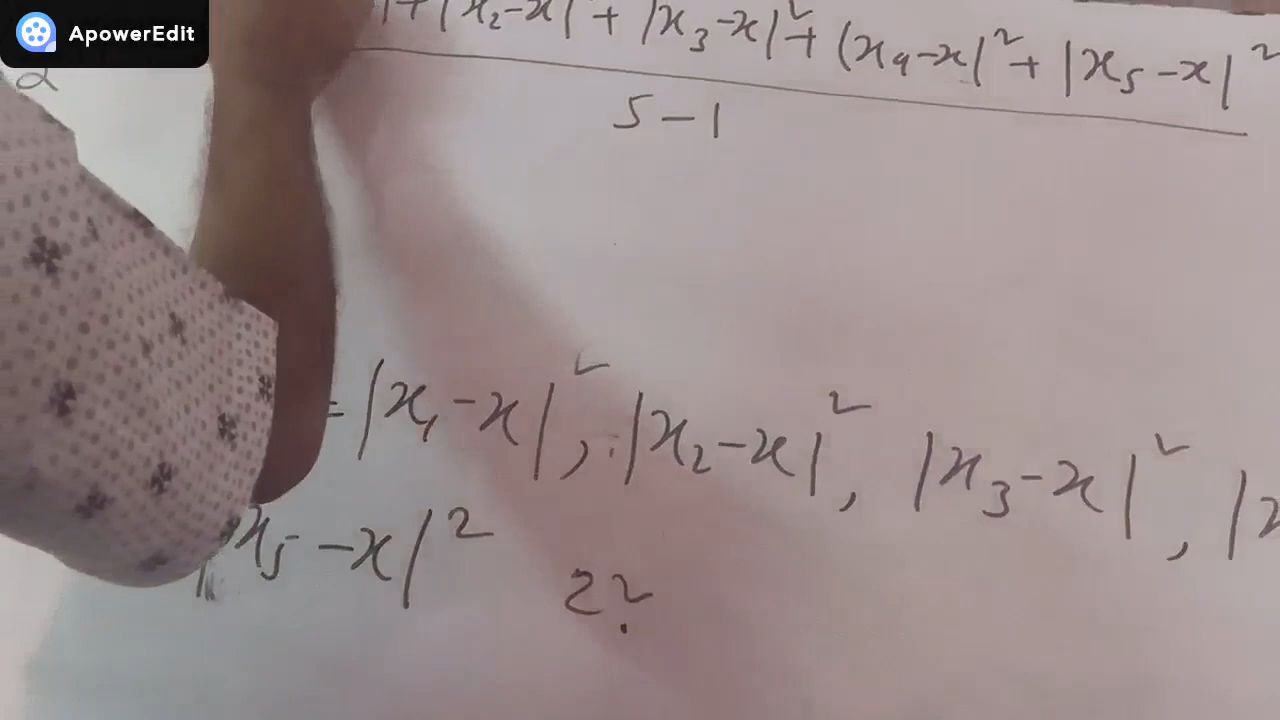 ApowerEdit
|+|x₂-x|+|x₃-x|²+(x₄-x|²+|x₅-x|²
5-1
=|x₁-x|²,.|x₂-x|²,|x₃-x|²,|x
|x₅-x|²
2?
2